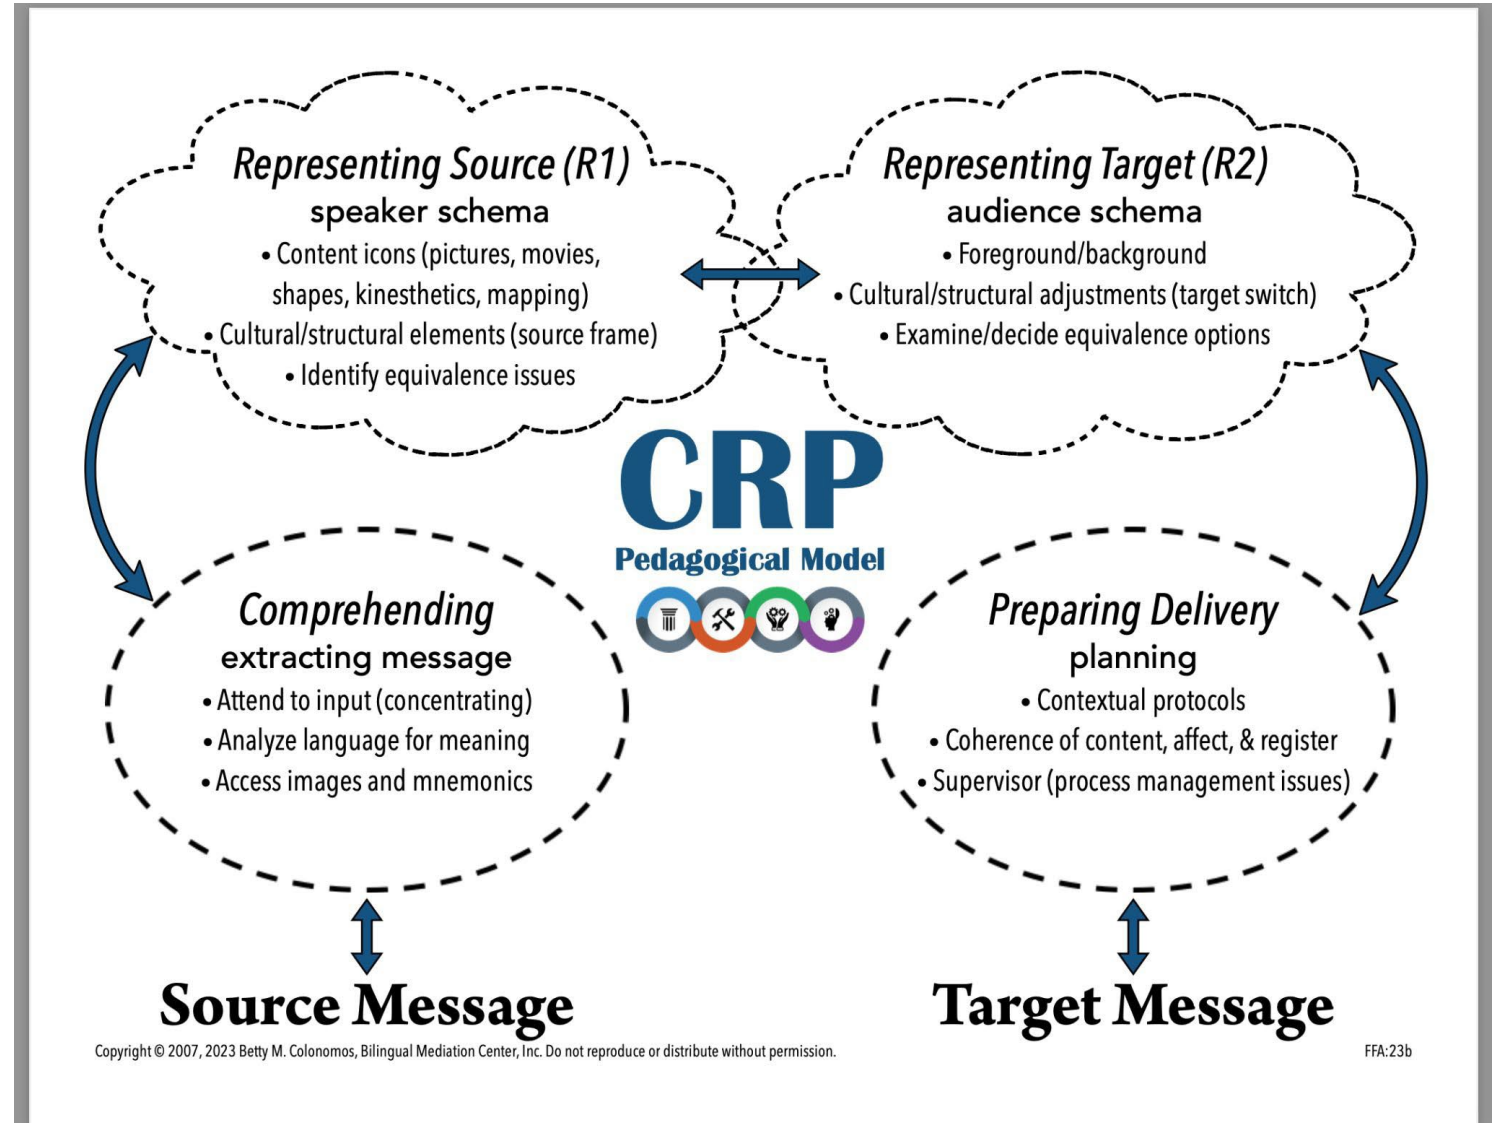 Representing Source (R1)
speaker schema
• Content icons (pictures, movies,
shapes, kinesthetics, mapping)
• Cultural/structural elements (source frame)
• Identify equivalence issues
Representing Target (R2)
audience schema
• Foreground/background
• Cultural/structural adjustments (target switch)
• Examine/decide equivalence options
CRP
Pedagogical Model
Comprehending
extracting message
• Attend to input (concentrating)
• Analyze language for meaning
• Access images and mnemonics
Preparing Delivery
planning
• Contextual protocols
• Coherence of content, affect, & register
• Supervisor (process management issues)
Source Message
Target Message
Copyright © 2007, 2023 Betty M. Colonomos, Bilingual Mediation Center, Inc. Do not reproduce or distribute without permission.
FFA:23b